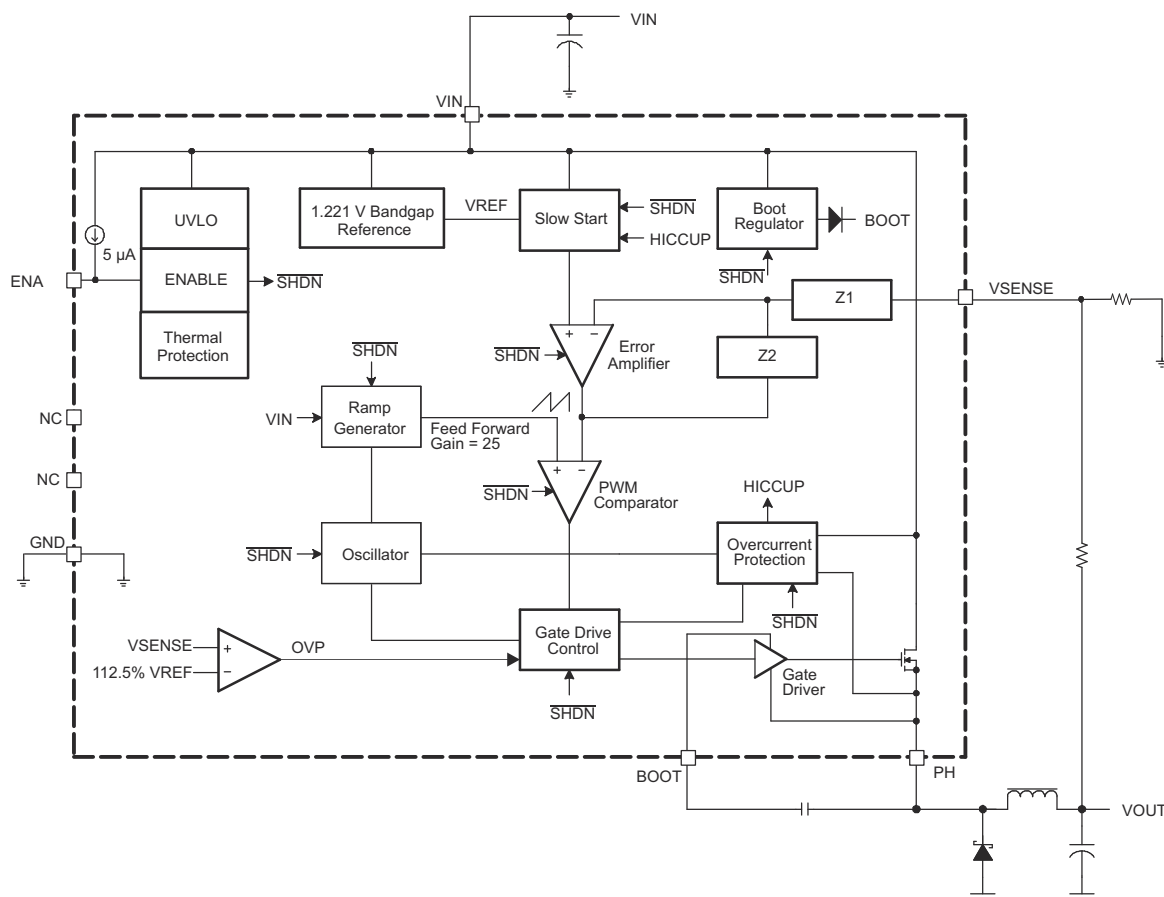 VIN
VIN
UVLO
1.221 V Bandgap
Reference
VREF
Slow Start
SHDN
HICCUP
Boot
Regulator
BOOT
5 µA
ENA
ENABLE
SHDN
SHDN
Z1
VSENSE
Thermal
Protection
SHDN
SHDN
Error
Amplifier
Z2
+
−
NC
VIN
Ramp
Generator
Feed Forward
Gain = 25
NC
SHDN
+
−
PWM
Comparator
HICCUP
GND
SHDN
Oscillator
Overcurrent
Protection
SHDN
VSENSE
112.5% VREF
+
−
OVP
Gate Drive
Control
SHDN
Gate
Driver
BOOT
PH
VOUT